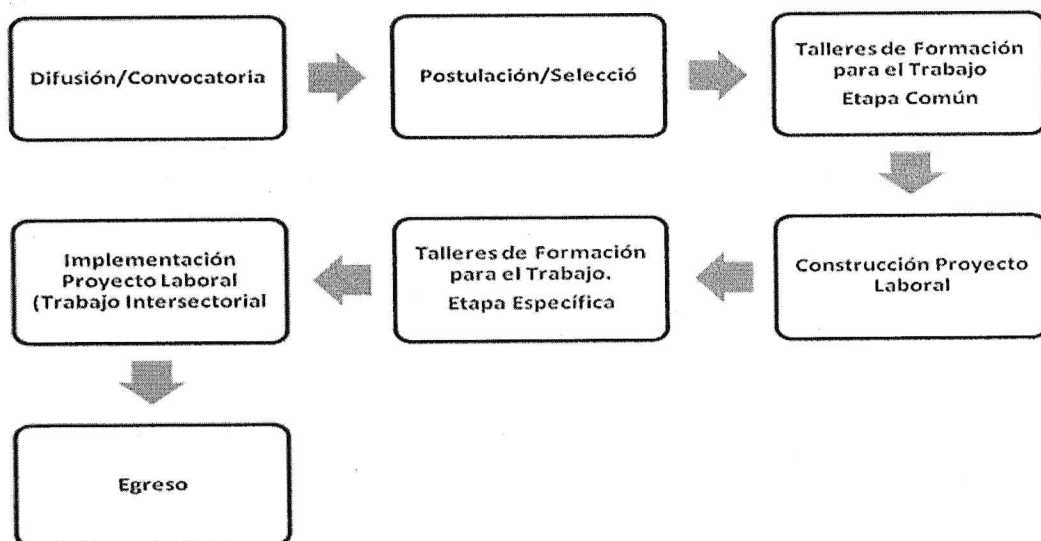 Difusión/Convocatoria
Postulación/Selecció
Talleres de Formación
para el Trabajo
Etapa Común
Construcción Proyecto
Laboral
Talleres de Formación
para el Trabajo.
Etapa Específica
Implementación
Proyecto Laboral
(Trabajo Intersectorial
Egreso